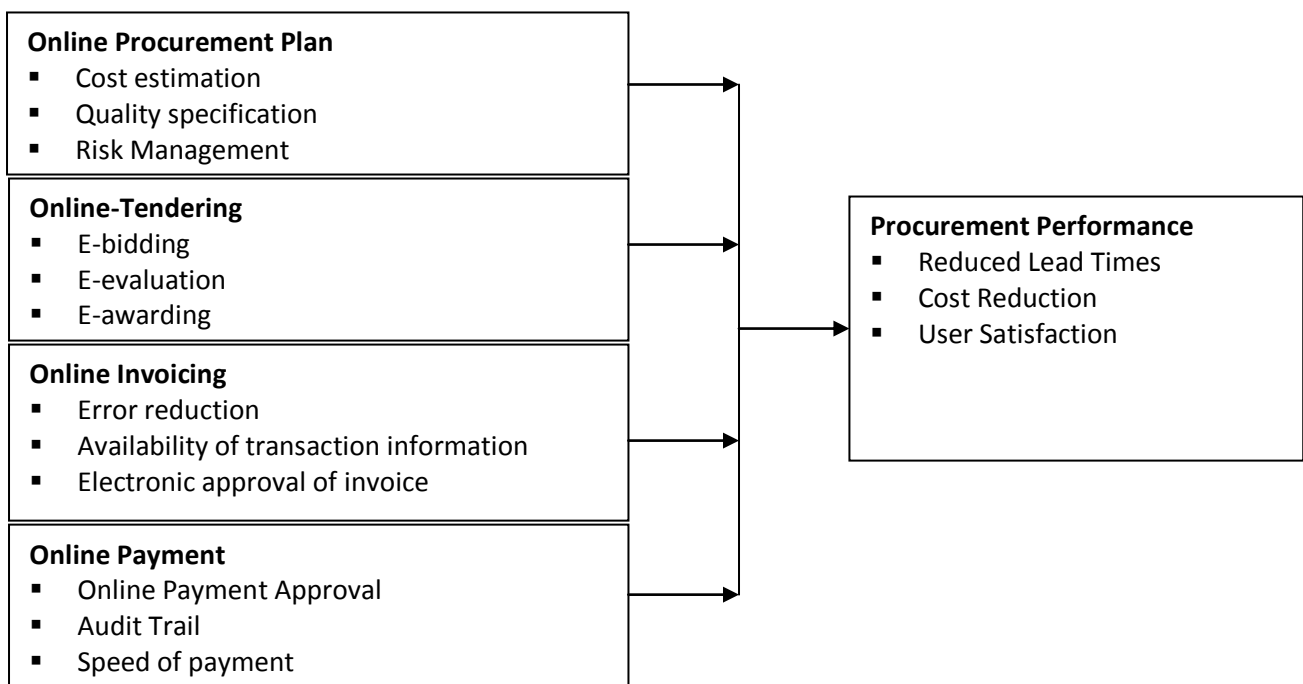 Online Procurement Plan
▪ Cost estimation
▪ Quality specification
▪ Risk Management
Online-Tendering
▪ E-bidding
▪ E-evaluation
▪ E-awarding
Online Invoicing
▪ Error reduction
▪ Availability of transaction information
▪ Electronic approval of invoice
Online Payment
▪ Online Payment Approval
▪ Audit Trail
▪ Speed of payment
Procurement Performance
▪ Reduced Lead Times
▪ Cost Reduction
▪ User Satisfaction